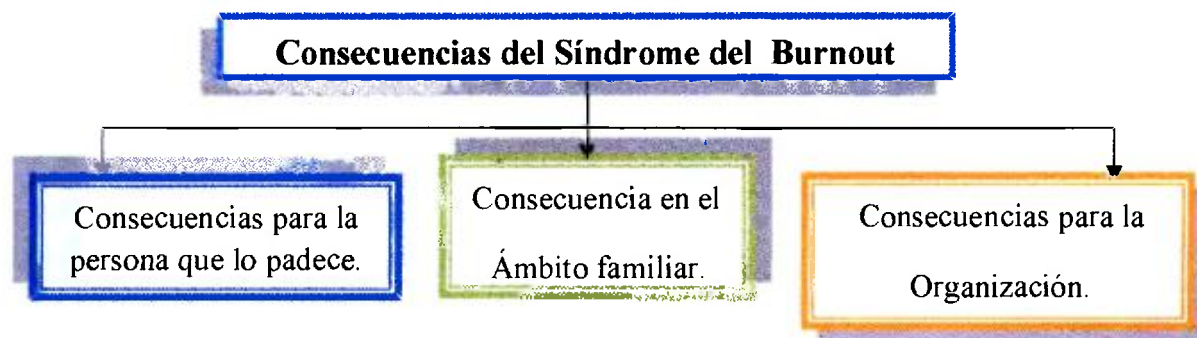 Consecuencias del Síndrome del Burnout
Consecuencias para la
persona que lo padece.
Consecuencia en el
Ámbito familiar.
Consecuencias para la
Organización.